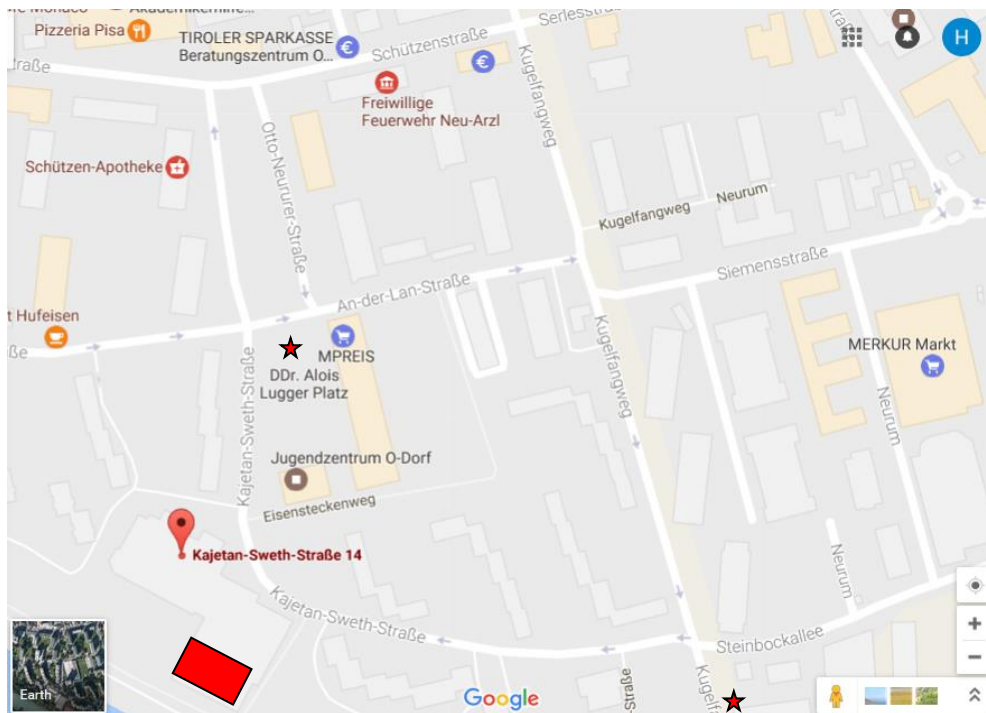 Pizzeria Pisa
TIROLER SPARKASSE
Beratungszentrum O...
Schützenstraße
Serlesstraße
H
Freiwillige
Feuerwehr Neu-Arzl
Kugelfangweg
Otto-Neururer-Straße
Schützen-Apotheke
Kugelfangweg
Neurum
Siemensstraße
An-der-Lan-Straße
t Hufeisen
MPREIS
DDr. Alois
Lugger Platz
Kugelfangweg
MERKUR Markt
Kajetan-Sweth-Straße
Neurum
Jugendzentrum O-Dorf
Eisensteckenweg
Kajetan-Sweth-Straße 14
Neurum
Kajetan-Sweth-Straße
Steinbockallee
Earth
Google
-Straße
Kugelf